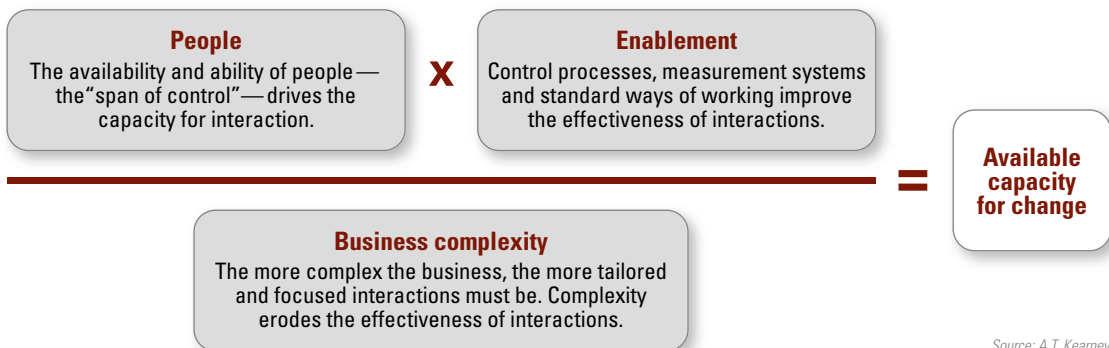 People
The availability and ability of people—
the“span of control”—drives the
capacity for interaction.
x
Enablement
Control processes, measurement systems
and standard ways of working improve
the effectiveness of interactions.
=
Available
capacity
for change
Business complexity
The more complex the business, the more tailored
and focused interactions must be. Complexity
erodes the effectiveness of interactions.
Source: A.T. Kearney